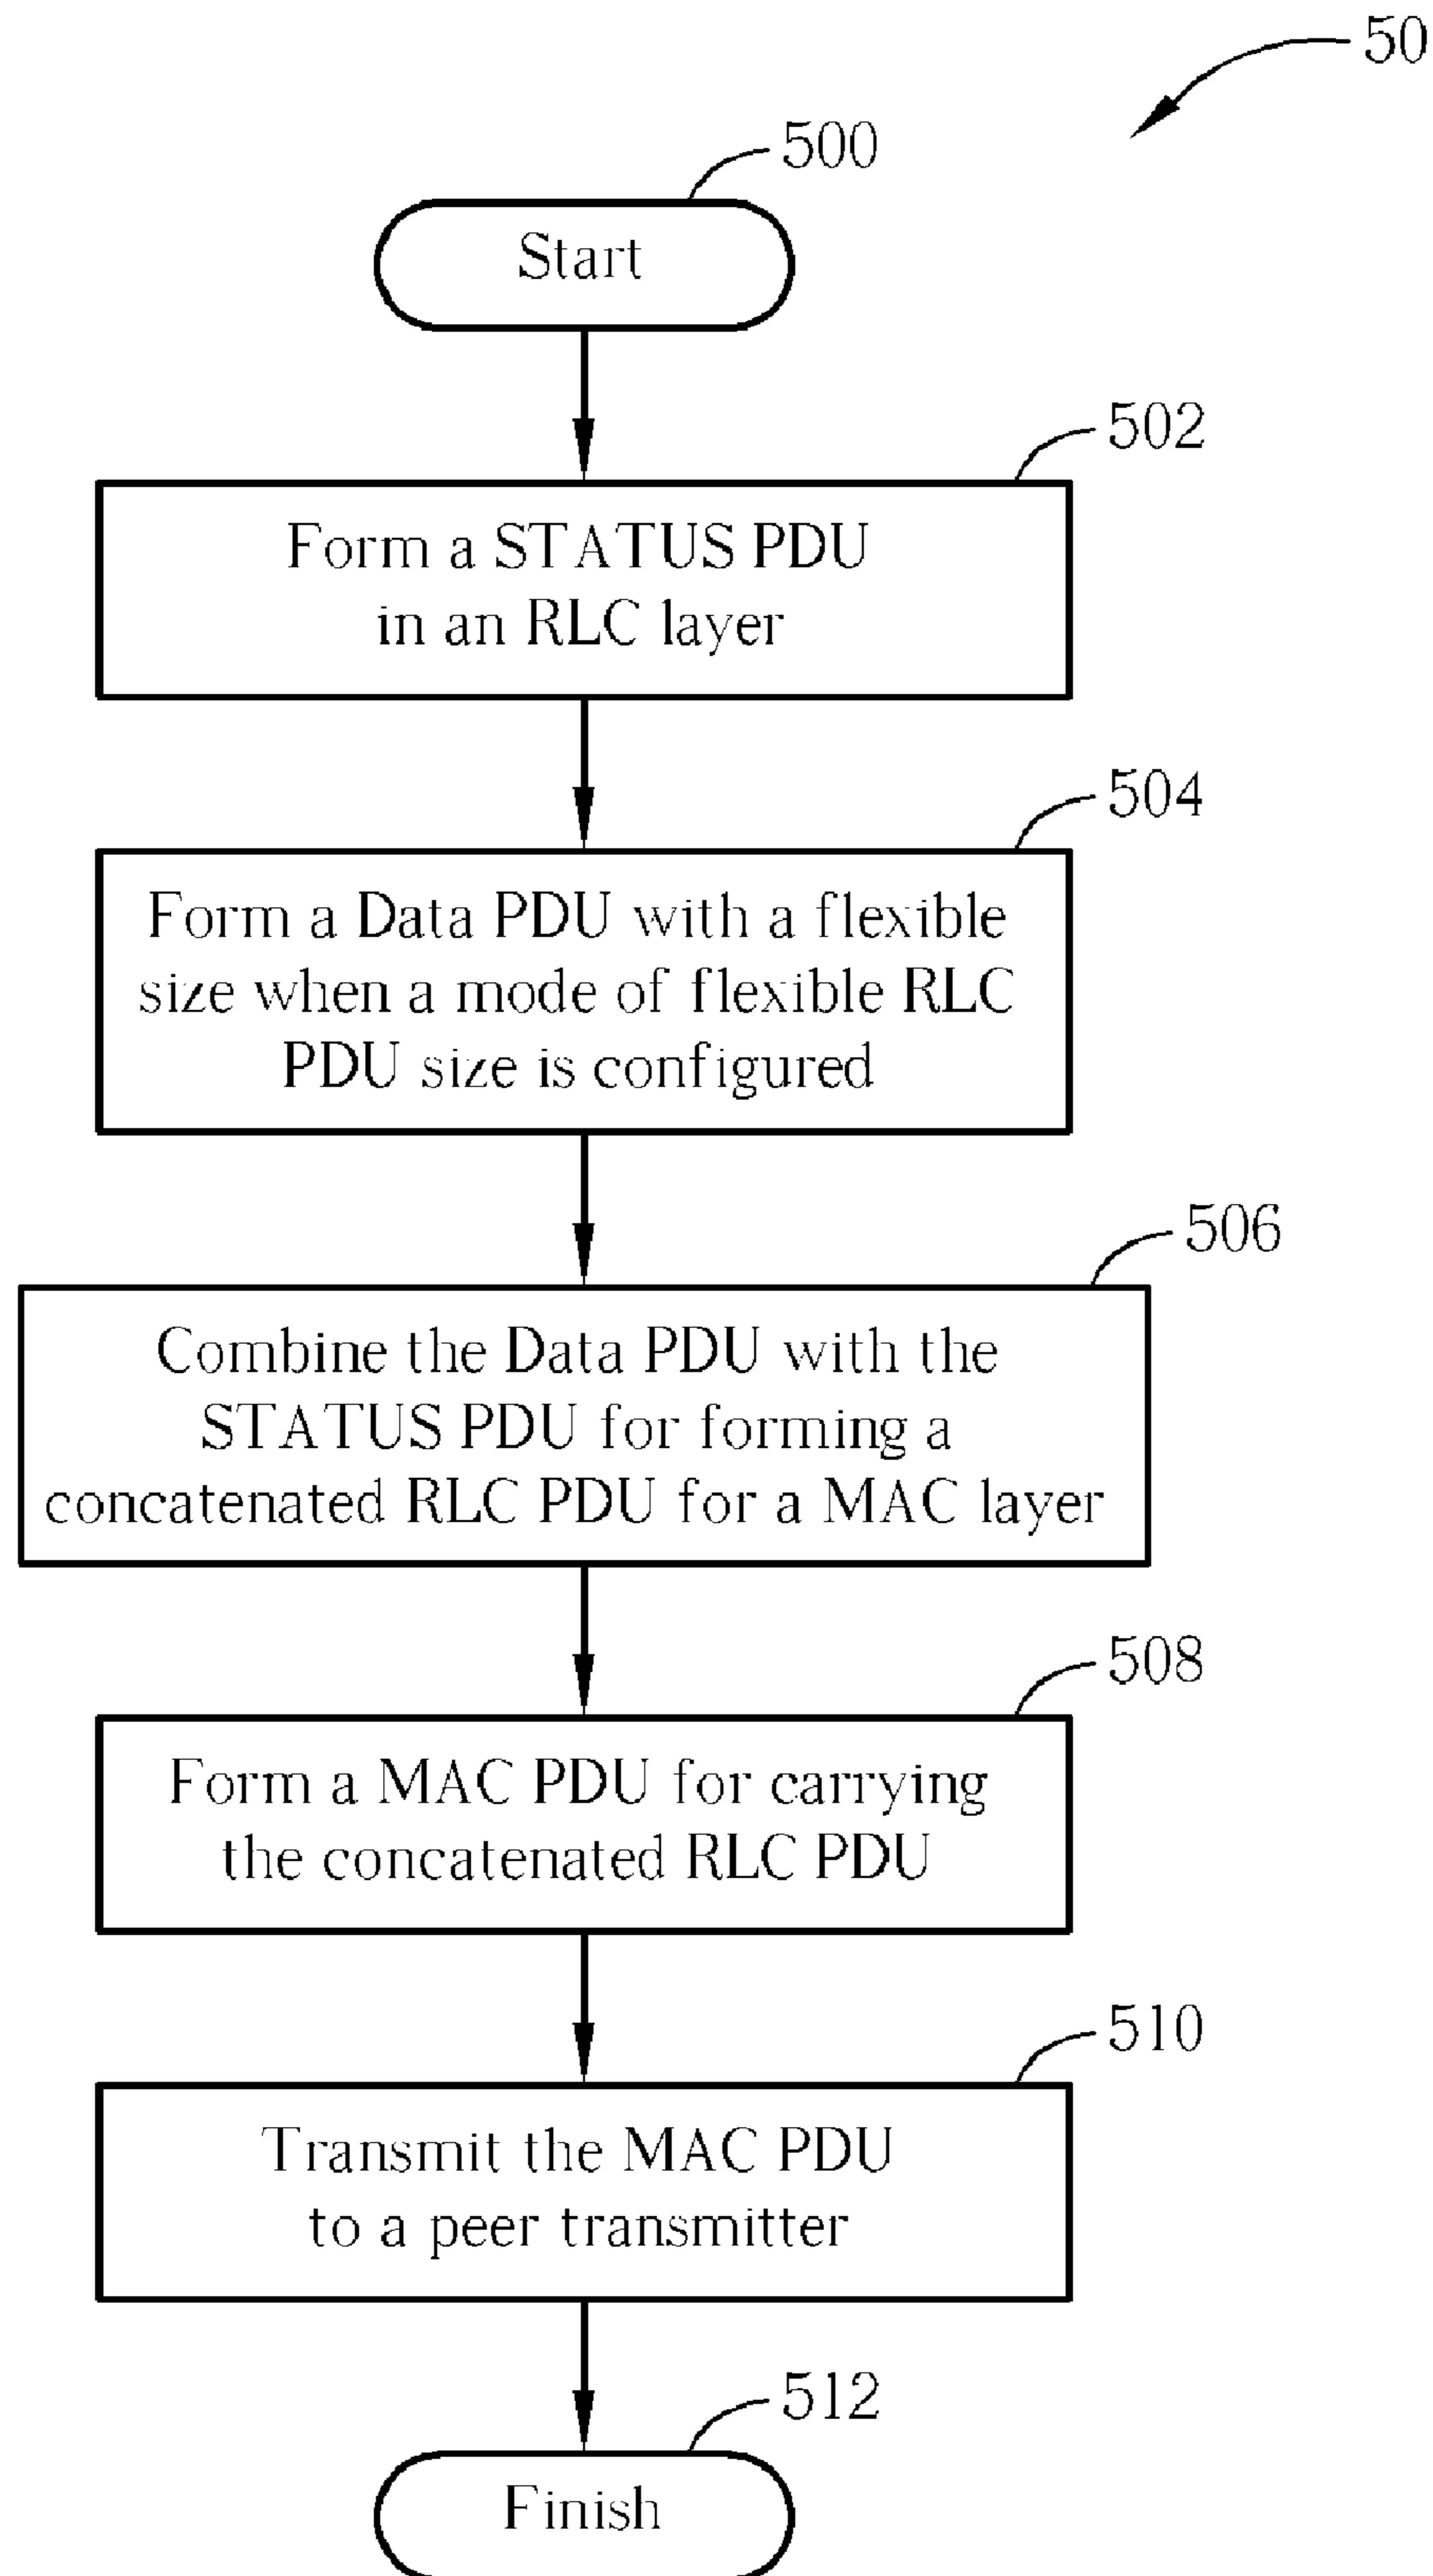 50
500
Start
502
Form a STATUS PDU
in an RLC layer
504
Form a Data PDU with a flexible
size when a mode of flexible RLC
PDU size is configured
506
Combine the Data PDU with the
STATUS PDU for forming a
concatenated RLC PDU for a MAC layer
508
Form a MAC PDU for carrying
the concatenated RLC PDU
510
Transmit the MAC PDU
to a peer transmitter
512
Finish